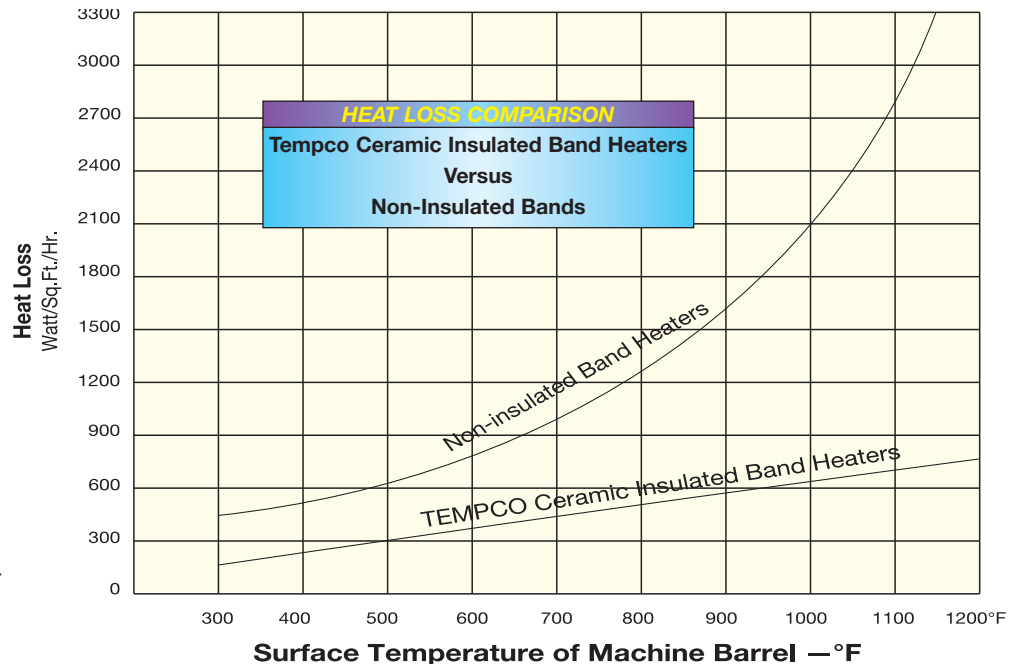 3300
3000
2700
2400
2100
1800
1500
1200
900
600
300
0
Heat Loss
Watt/Sq.Ft./Hr.
HEAT LOSS COMPARISON
Tempco Ceramic Insulated Band Heaters
Versus
Non-Insulated Bands
Non-insulated Band Heaters
TEMPCO Ceramic Insulated Band Heaters
300 400 500 600 700 800 900 1000 1100 1200°F
Surface Temperature of Machine Barrel —°F